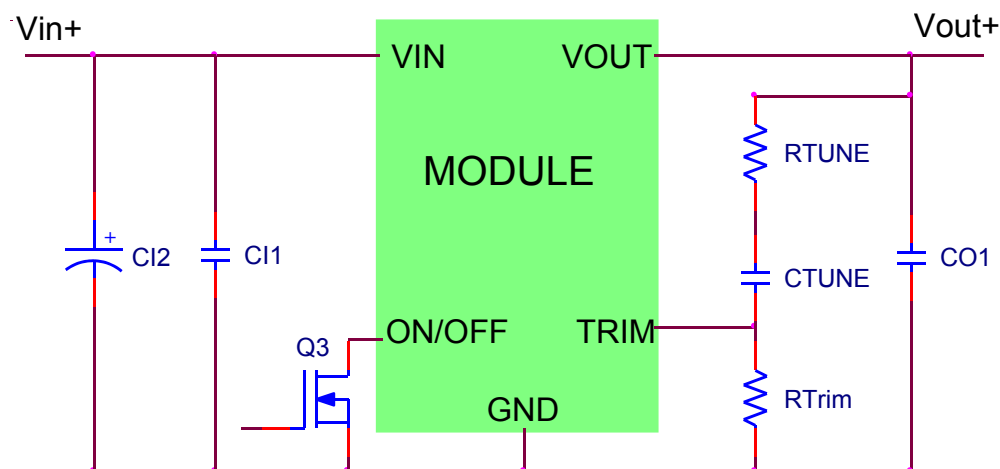 Vin+
Vout+
VIN
VOUT
MODULE
RTUNE
+
CI2
CI1
CTUNE
CO1
ON/OFF
TRIM
Q3
RTrim
GND